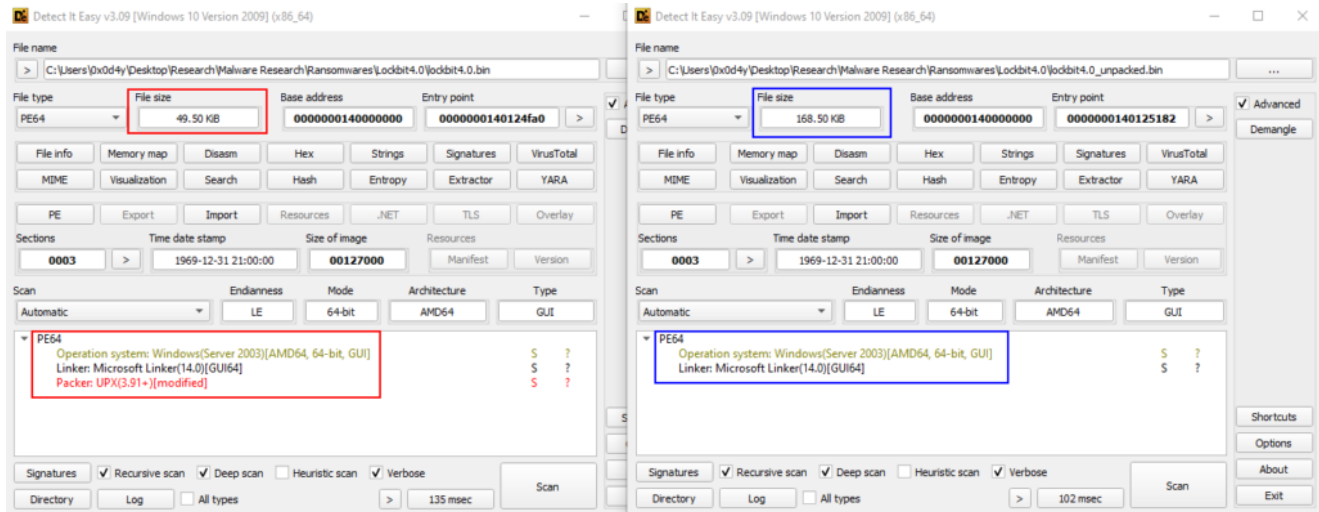 Detect It Easy v3.09 [Windows 10 Version 2009] (x86_64)
File name
> C:\Users\0x0d4y\Desktop\Research\Malware Research\Ransomwares\Lockbit4.0\lockbit4.0.bin
File type File size Base address Entry point
PE64 49.50 KiB 0000000140000000 0000000140124fa0 >
File info Memory map Disasm Hex Strings Signatures VirusTotal
MIME Visualization Search Hash Entropy Extractor YARA
PE Export Import Resources .NET TLS Overlay
Sections Time date stamp Size of image Resources
0003 > 1969-12-31 21:00:00 00127000 Manifest Version
Scan Endianness Mode Architecture Type
Automatic LE 64-bit AMD64 GUI
PE64
Operation system: Windows(Server 2003)[AMD64, 64-bit, GUI] S ?
Linker: Microsoft Linker(14.0)[GUI64] S ?
Packer: UPX(3.91+)[modified] S ?
Signatures Recursive scan Deep scan Heuristic scan Verbose
Directory Log All types > 135 msec Scan
Detect It Easy v3.09 [Windows 10 Version 2009] (x86_64)
File name
> C:\Users\0x0d4y\Desktop\Research\Malware Research\Ransomwares\Lockbit4.0\lockbit4.0_unpacked.bin ...
File type File size Base address Entry point
PE64 168.50 KiB 0000000140000000 0000000140125182 > Advanced
Demangle
File info Memory map Disasm Hex Strings Signatures VirusTotal
MIME Visualization Search Hash Entropy Extractor YARA
PE Export Import Resources .NET TLS Overlay
Sections Time date stamp Size of image Resources
0003 > 1969-12-31 21:00:00 00127000 Manifest Version
Scan Endianness Mode Architecture Type
Automatic LE 64-bit AMD64 GUI
PE64
Operation system: Windows(Server 2003)[AMD64, 64-bit, GUI] S ?
Linker: Microsoft Linker(14.0)[GUI64] S ?
Shortcuts
Options
Signatures Recursive scan Deep scan Heuristic scan Verbose About
Directory Log All types > 102 msec Scan Exit